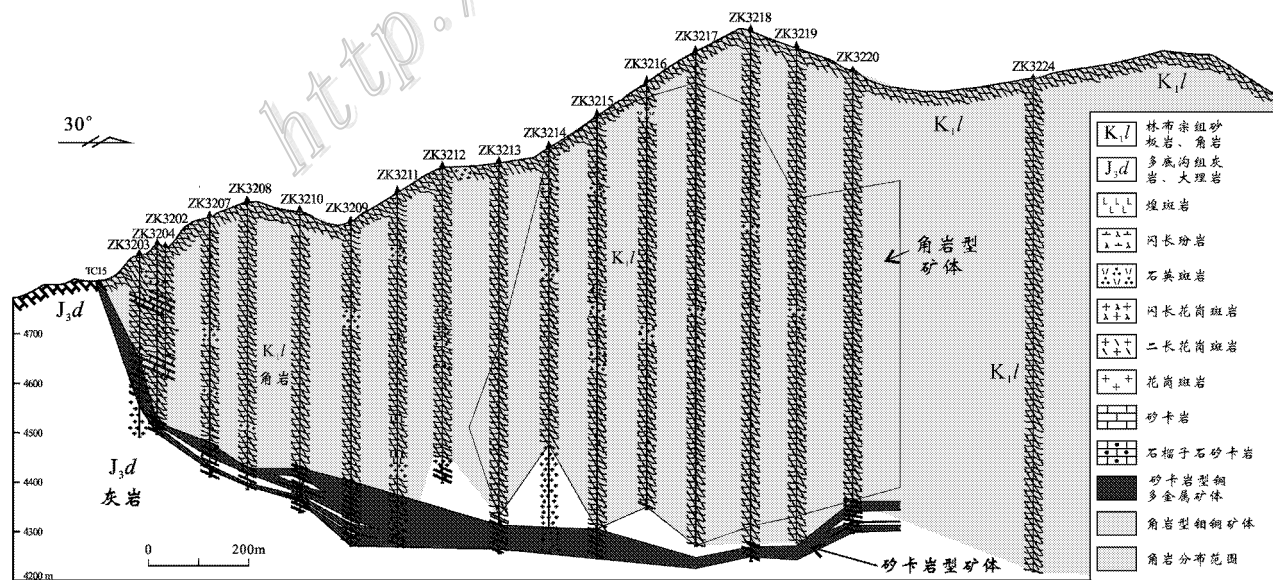 http:/
ZK3218
ZK3217
ZK3219
ZK3220
ZK3216
ZK3224
ZK3215
ZK3214
ZK3213
ZK3212
ZK3211
ZK3208
ZK3210
ZK3209
ZK3207
ZK3202
ZK3204
ZK3203
TC15
30°
K₁l
K₁l
K₁l
K₁l
K₁l
角岩
J₃d
J₃d
灰岩
角岩型
矿体
砂卡岩型矿体
4700
4600
4500
4400
4300
4200 m
0 200m
K₁l 林布宗组砂
板岩、角岩
J₃d 多底沟组灰
岩、大理岩
煌斑岩
闪长玢岩
石英斑岩
闪长花岗斑岩
二长花岗斑岩
花岗斑岩
砂卡岩
石榴子石砂卡岩
砂卡岩型铜
多金属矿体
角岩型钼铜矿体
角岩分布范围